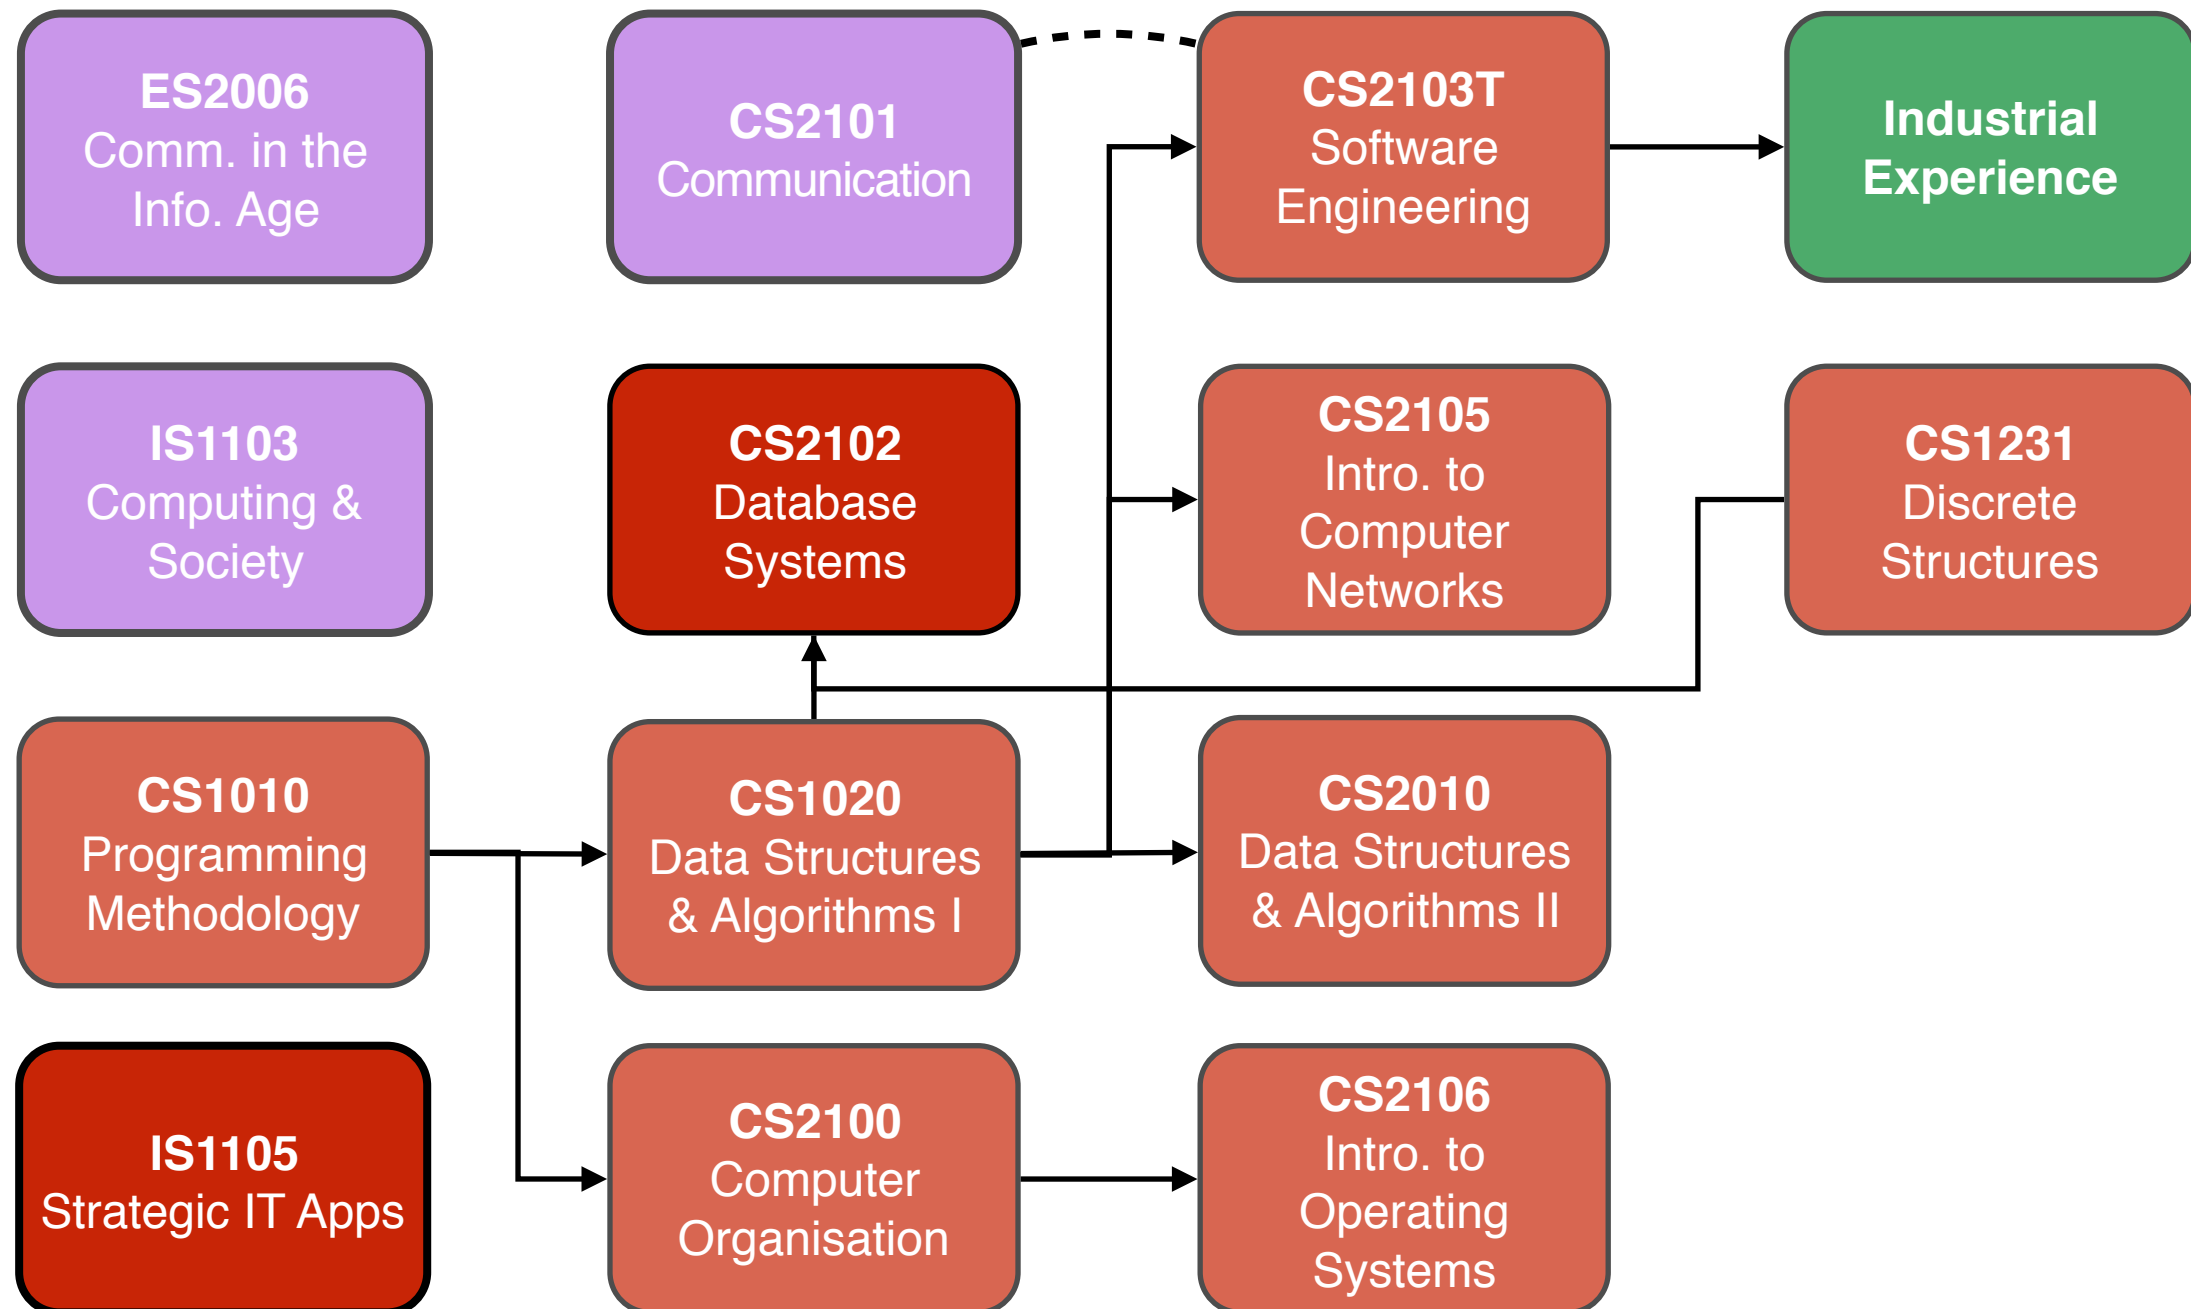 ES2006
Comm. in the
Info. Age
CS2101
Communication
CS2103T
Software
Engineering
Industrial
Experience
IS1103
Computing &
Society
CS2102
Database
Systems
CS2105
Intro. to
Computer
Networks
CS1231
Discrete
Structures
CS1010
Programming
Methodology
CS1020
Data Structures
& Algorithms I
CS2010
Data Structures
& Algorithms II
IS1105
Strategic IT Apps
CS2100
Computer
Organisation
CS2106
Intro. to
Operating
Systems